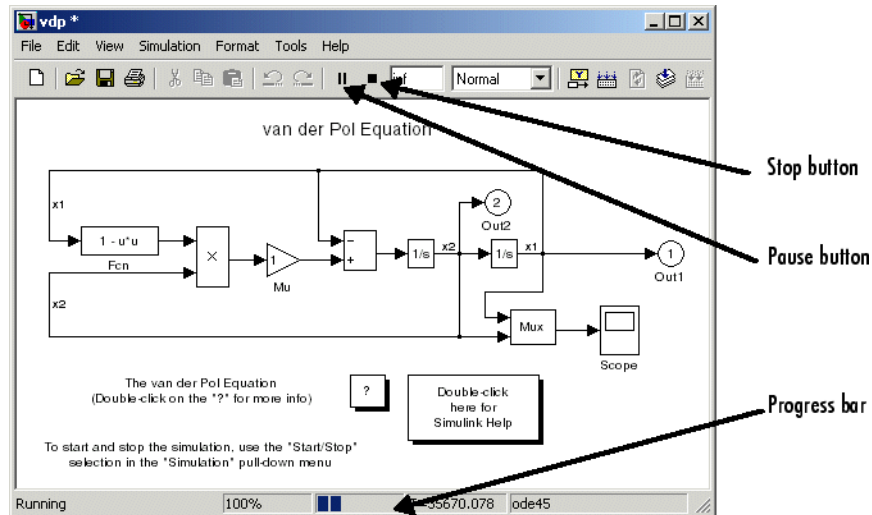 vdp *
File Edit View Simulation Format Tools Help
inf Normal
van der Pol Equation
Stop button
x1
2
Out2
1 - u*u
Fcn
×
1
Mu
−
+
1/s
x2
1/s
x1
1
Out1
Pause button
x2
Mux
Scope
The van der Pol Equation
(Double-click on the "?" for more info)
?
Double-click
here for
Simulink Help
Progress bar
To start and stop the simulation, use the "Start/Stop"
selection in the "Simulation" pull-down menu
Running 100% T=35670.078 ode45